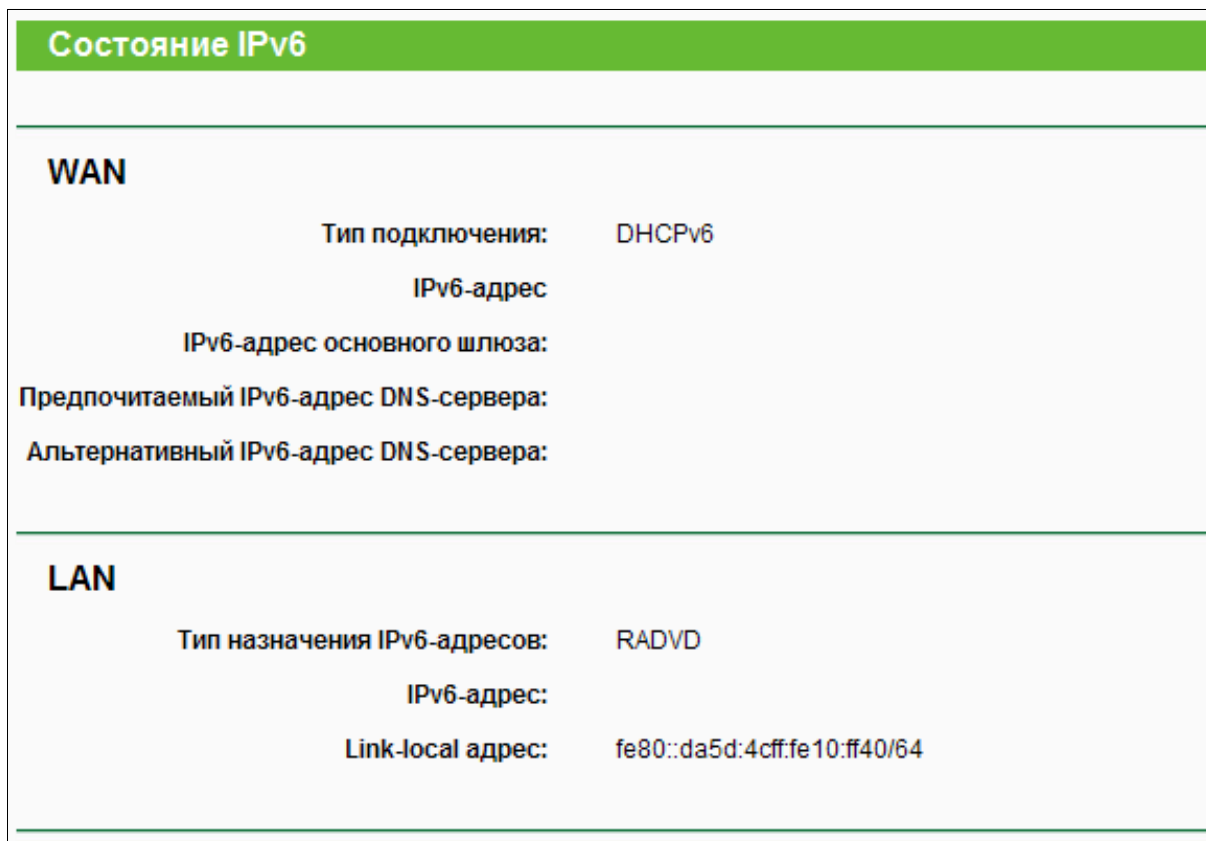 Состояние IPv6
WAN
Тип подключения: DHCPv6
IPv6-адрес
IPv6-адрес основного шлюза:
Предпочитаемый IPv6-адрес DNS-сервера:
Альтернативный IPv6-адрес DNS-сервера:
LAN
Тип назначения IPv6-адресов: RADVD
IPv6-адрес:
Link-local адрес: fe80::da5d:4cff:fe10:ff40/64